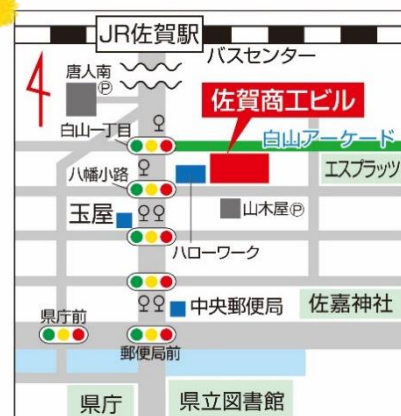 JR佐賀駅
バスセンター
唐人南
Ⓟ
佐賀商工ビル
白山一丁目
白山アーケード
八幡小路
エスプラッツ
玉屋
山木屋Ⓟ
ハローワーク
中央郵便局
佐嘉神社
県庁前
郵便局前
県庁
県立図書館